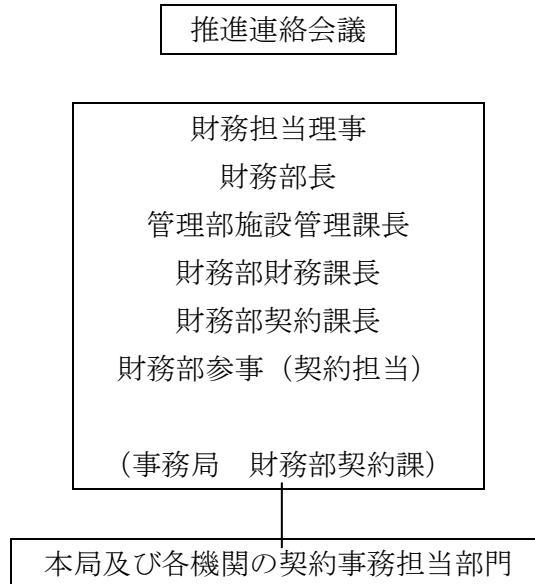 推進連絡会議
財務担当理事
財務部長
管理部施設管理課長
財務部財務課長
財務部契約課長
財務部参事（契約担当）
（事務局　財務部契約課）
本局及び各機関の契約事務担当部門